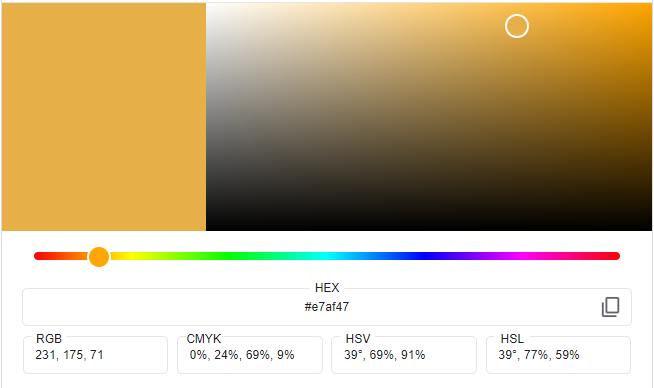 HEX
#e7af47
RGB
231, 175, 71
CMYK
0%, 24%, 69%, 9%
HSV
39°, 69%, 91%
HSL
39°, 77%, 59%